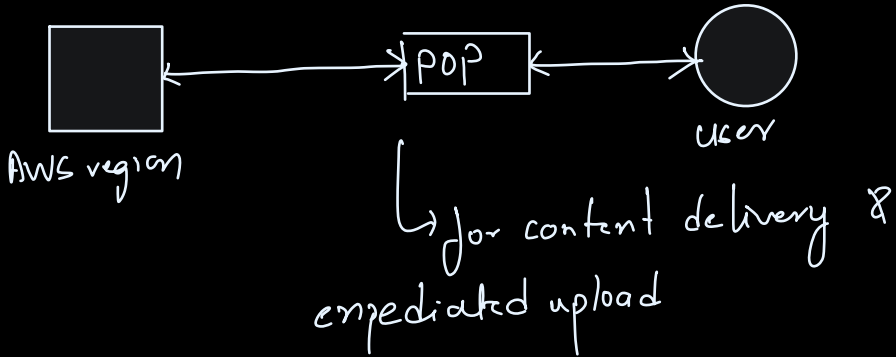 POP
user
AWS region
for content delivery &
expediated upload